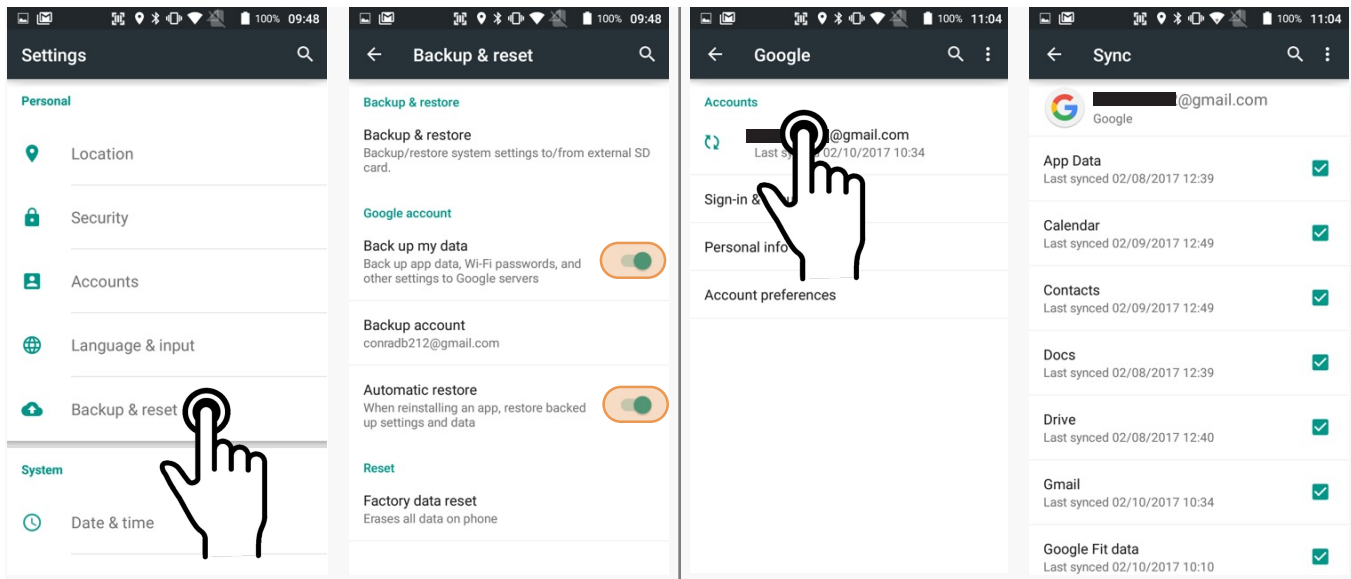 100% 09:48
Settings
Personal
Location
Security
Accounts
Language & input
Backup & reset
System
Date & time
100% 09:48
Backup & reset
Backup & restore
Backup & restore
Backup/restore system settings to/from external SD
card.
Google account
Back up my data
Back up app data, Wi-Fi passwords, and
other settings to Google servers
Backup account
conradb212@gmail.com
Automatic restore
When reinstalling an app, restore backed
up settings and data
Reset
Factory data reset
Erases all data on phone
100% 11:04
Google
Accounts
@gmail.com
Last 02/10/2017 10:34
Sign-in &
Personal info
Account preferences
100% 11:04
Sync
@gmail.com
Google
App Data
Last synced 02/08/2017 12:39
Calendar
Last synced 02/09/2017 12:49
Contacts
Last synced 02/09/2017 12:49
Docs
Last synced 02/08/2017 12:39
Drive
Last synced 02/08/2017 12:40
Gmail
Last synced 02/10/2017 10:34
Google Fit data
Last synced 02/10/2017 10:10